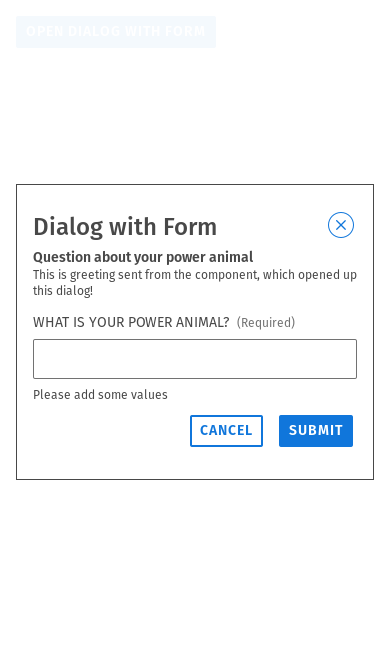 OPEN DIALOG WITH FORM
Dialog with Form
Question about your power animal
This is greeting sent from the component, which opened up
this dialog!
WHAT IS YOUR POWER ANIMAL? (Required)
Please add some values
CANCEL SUBMIT